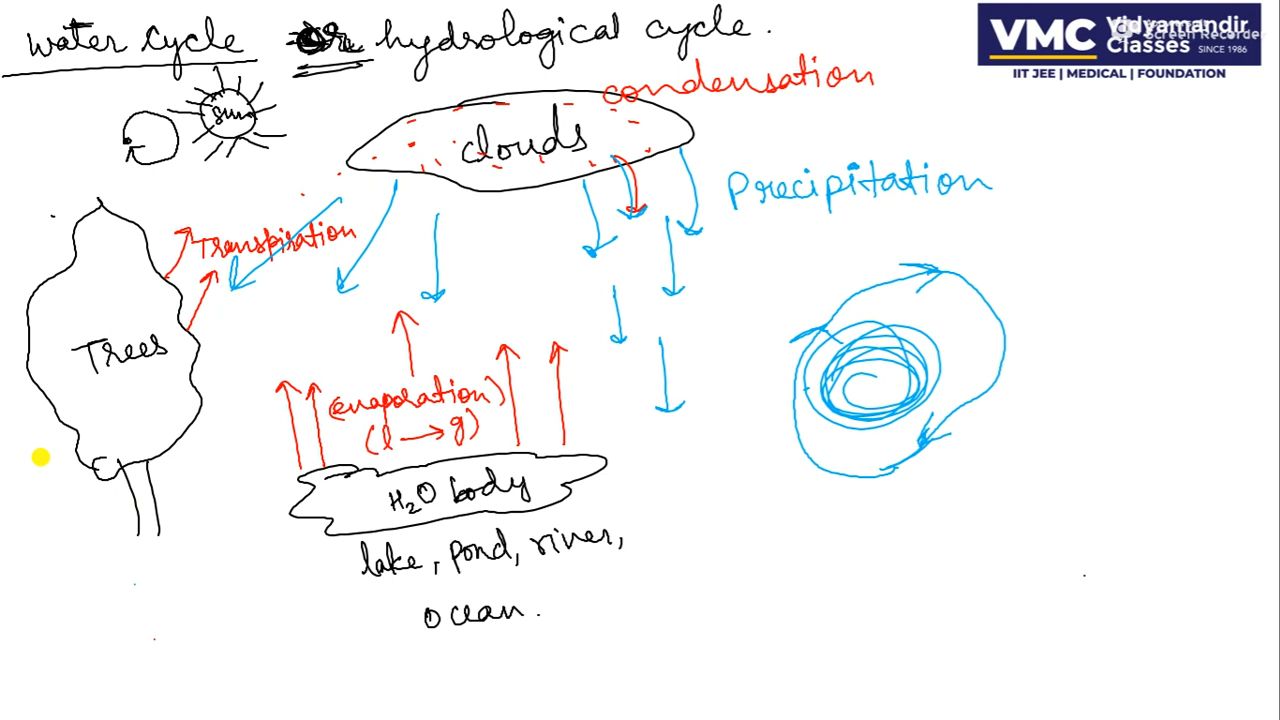 water cycle or hydrological cycle.
VMC Vidyamandir Classes SINCE 1986
IIT JEE | MEDICAL | FOUNDATION
condensation
sun
clouds
Precipitation
Transpiration
Trees
(evaporation)
(l → g)
H₂O body
lake, pond, river,
ocean.